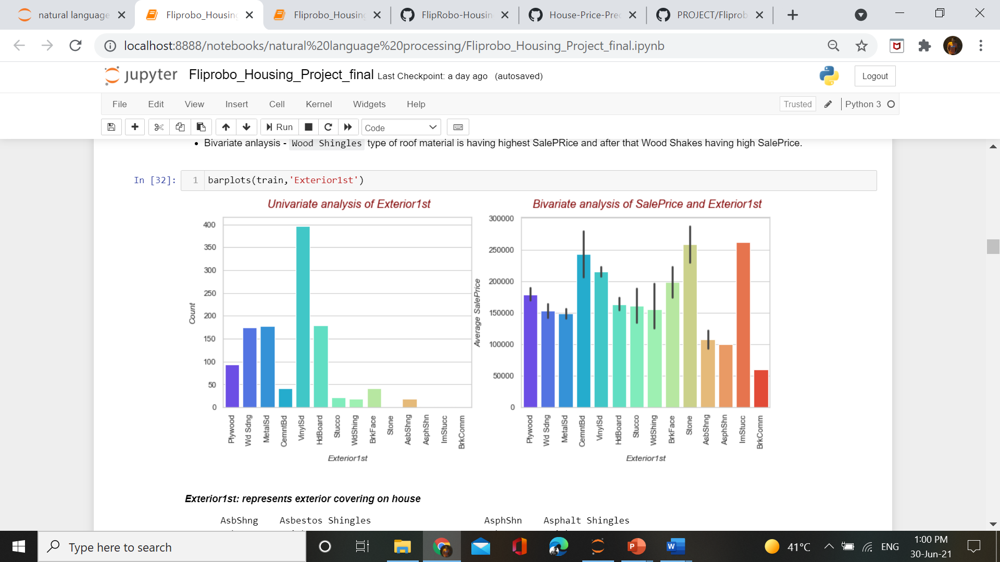 natural language
Fliprobo_Housing
Fliprobo_Housing
FlipRobo-Housin
House-Price-Pred
PROJECT/Fliprob
localhost:8888/notebooks/natural%20language%20processing/Fliprobo_Housing_Project_final.ipynb
jupyter Fliprobo_Housing_Project_final Last Checkpoint: a day ago (autosaved)
Logout
File Edit View Insert Cell Kernel Widgets Help
Trusted Python 3
Run Code
• Bivariate anlaysis - Wood Shingles type of roof material is having highest SalePRice and after that Wood Shakes having high SalePrice.
In [32]: 1 barplots(train,'Exterior1st')
Univariate analysis of Exterior1st
400
350
300
250
200
150
100
50
0
Count
Plywood
Wd Sdng
MetalSd
CemntBd
VinylSd
HdBoard
Stucco
WdShing
BrkFace
Stone
AsbShng
AsphShn
ImStucc
BrkComm
Exterior1st
Bivariate analysis of SalePrice and Exterior1st
300000
250000
200000
150000
100000
50000
0
Average SalePrice
Plywood
Wd Sdng
MetalSd
CemntBd
VinylSd
HdBoard
Stucco
WdShing
BrkFace
Stone
AsbShng
AsphShn
ImStucc
BrkComm
Exterior1st
Exterior1st: represents exterior covering on house
AsbShng Asbestos Shingles AsphShn Asphalt Shingles
Type here to search
41°C
ENG
1:00 PM
30-Jun-21